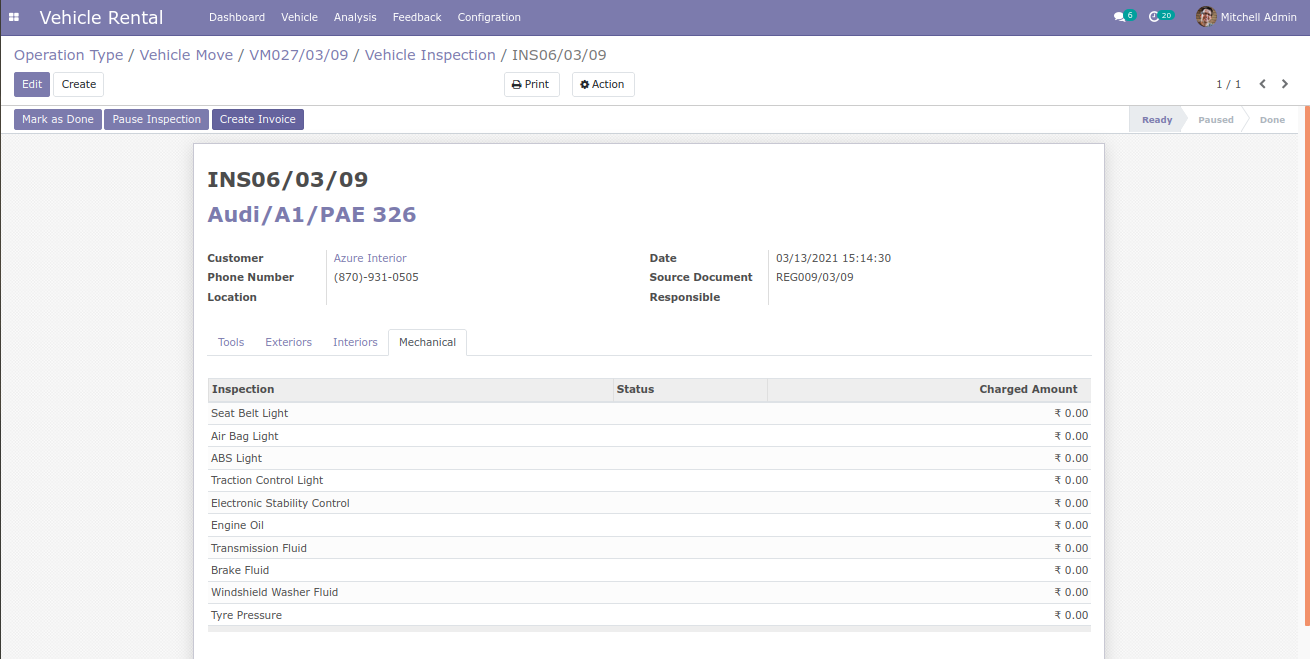 Vehicle Rental Dashboard Vehicle Analysis Feedback Configration 6 20 Mitchell Admin
Operation Type / Vehicle Move / VM027/03/09 / Vehicle Inspection / INS06/03/09
Edit Create Print Action 1 / 1
Mark as Done Pause Inspection Create Invoice Ready Paused Done
INS06/03/09
Audi/A1/PAE 326
Customer Azure Interior Date 03/13/2021 15:14:30
Phone Number (870)-931-0505 Source Document REG009/03/09
Location Responsible
Tools Exteriors Interiors Mechanical
Inspection Status Charged Amount
Seat Belt Light ₹ 0.00
Air Bag Light ₹ 0.00
ABS Light ₹ 0.00
Traction Control Light ₹ 0.00
Electronic Stability Control ₹ 0.00
Engine Oil ₹ 0.00
Transmission Fluid ₹ 0.00
Brake Fluid ₹ 0.00
Windshield Washer Fluid ₹ 0.00
Tyre Pressure ₹ 0.00